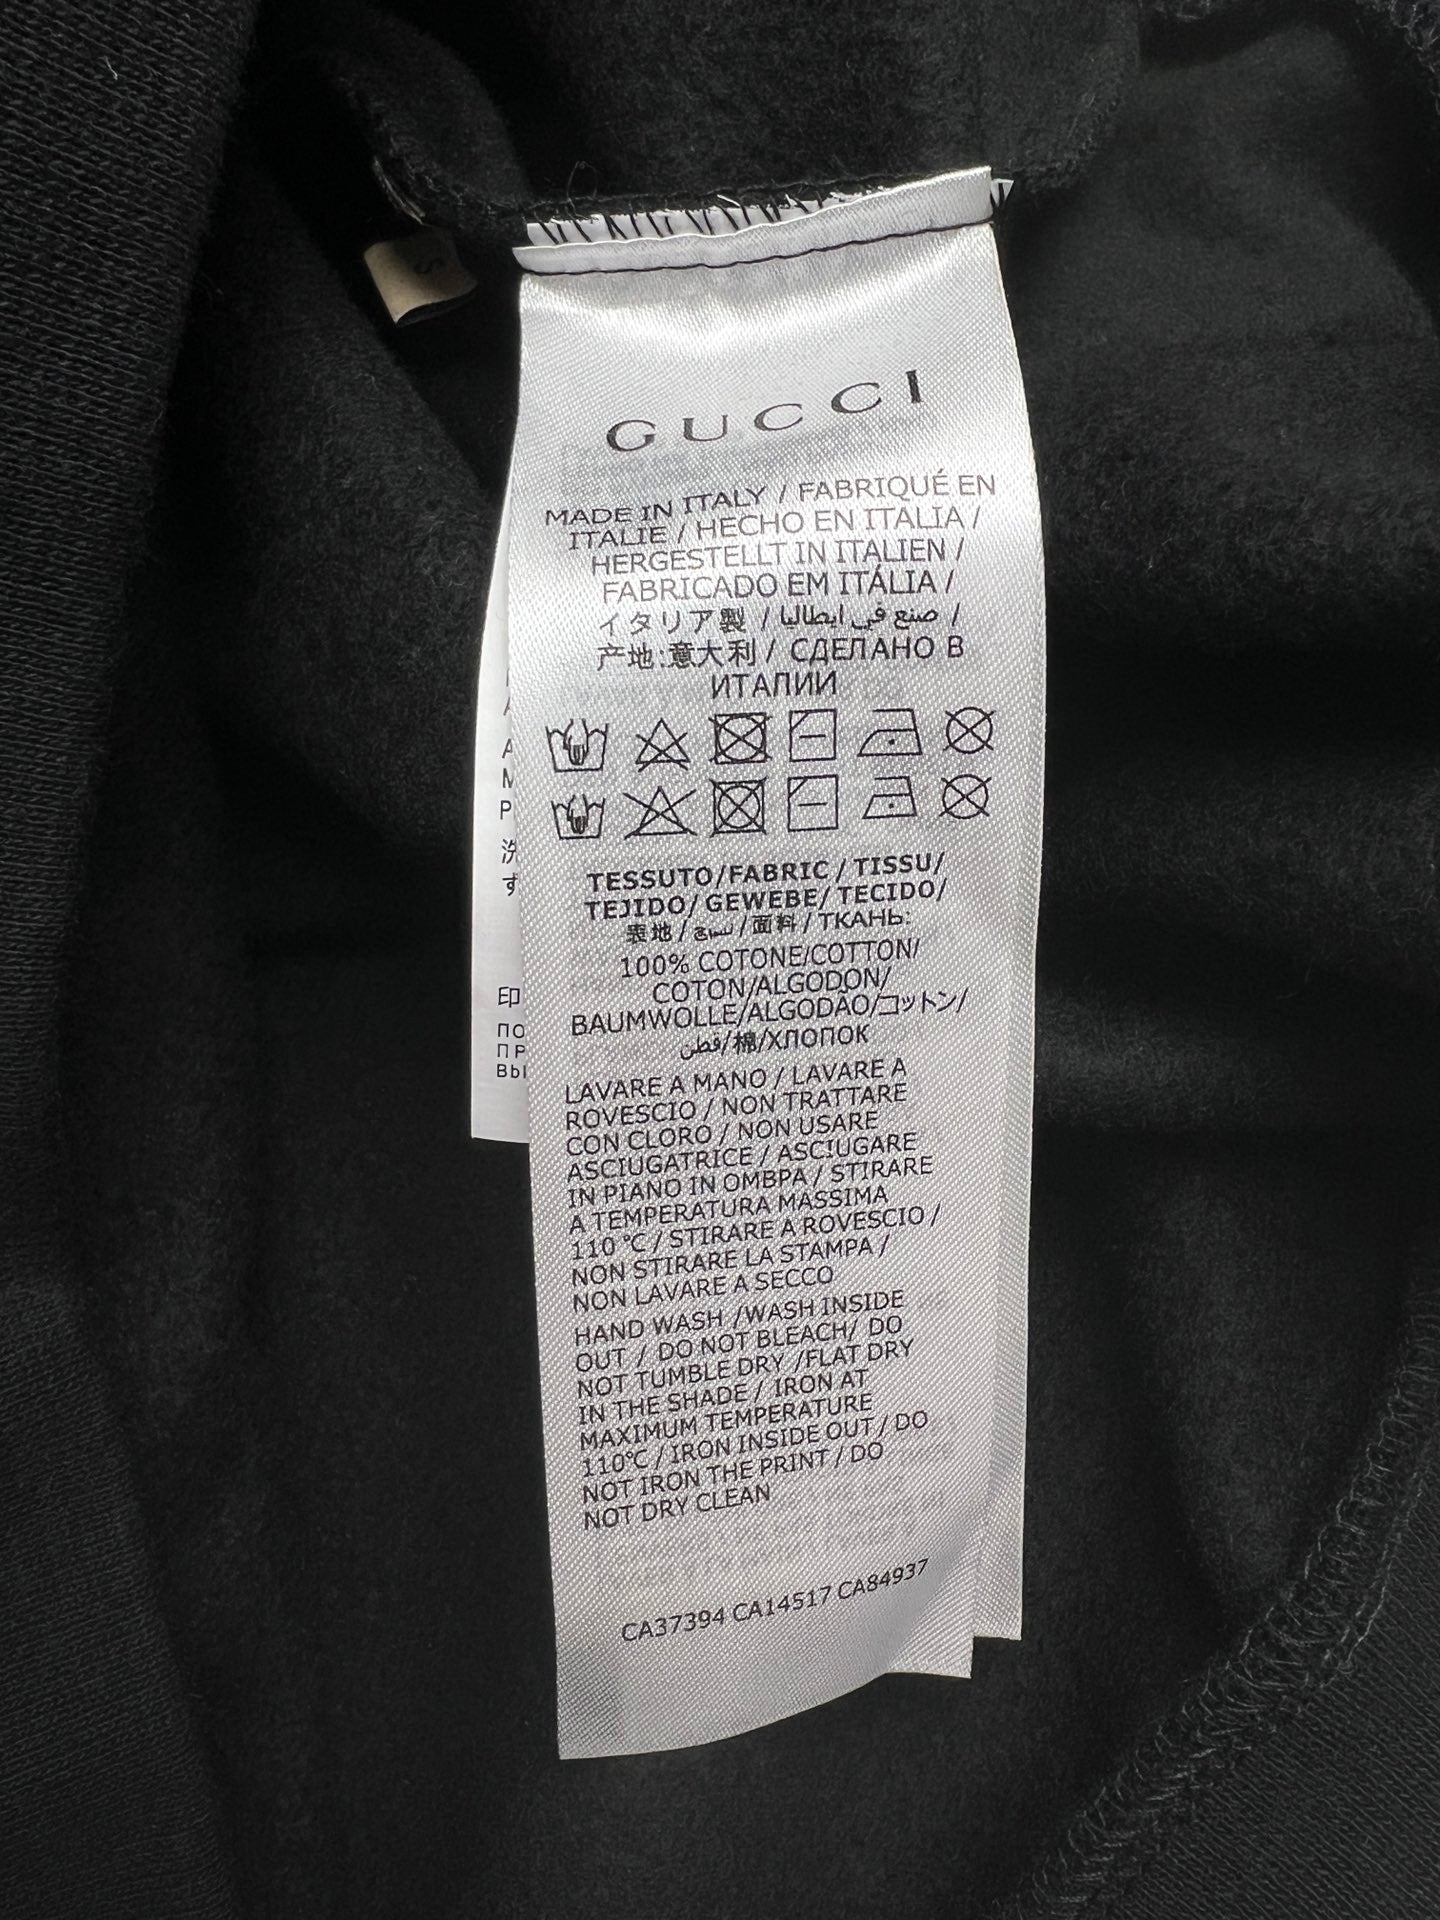 S
GUCCI
MADE IN ITALY / FABRIQUÉ EN
ITALIE / HECHO EN ITALIA /
HERGESTELLT IN ITALIEN /
FABRICADO EM ITÁLIA /
イタリア製 / صنع في ايطاليا /
产地:意大利 / СДЕЛАНО В
ИТАЛИИ
TESSUTO/FABRIC / TISSU/
TEJIDO/ GEWEBE/ TECIDO/
表地 / نسيج / 面料 / ТКАНЬ:
100% COTONE/COTTON/
COTON/ALGODON/
BAUMWOLLE/ALGODÃO/コットン/
قطن/棉/ХЛОПОК
LAVARE A MANO / LAVARE A
ROVESCIO / NON TRATTARE
CON CLORO / NON USARE
ASCIUGATRICE / ASCIUGARE
IN PIANO IN OMBPA / STIRARE
A TEMPERATURA MASSIMA
110 °C / STIRARE A ROVESCIO /
NON STIRARE LA STAMPA /
NON LAVARE A SECCO
HAND WASH /WASH INSIDE
OUT / DO NOT BLEACH/ DO
NOT TUMBLE DRY /FLAT DRY
IN THE SHADE / IRON AT
MAXIMUM TEMPERATURE
110°C / IRON INSIDE OUT / DO
NOT IRON THE PRINT / DO
NOT DRY CLEAN
CA37394 CA14517 CA84937